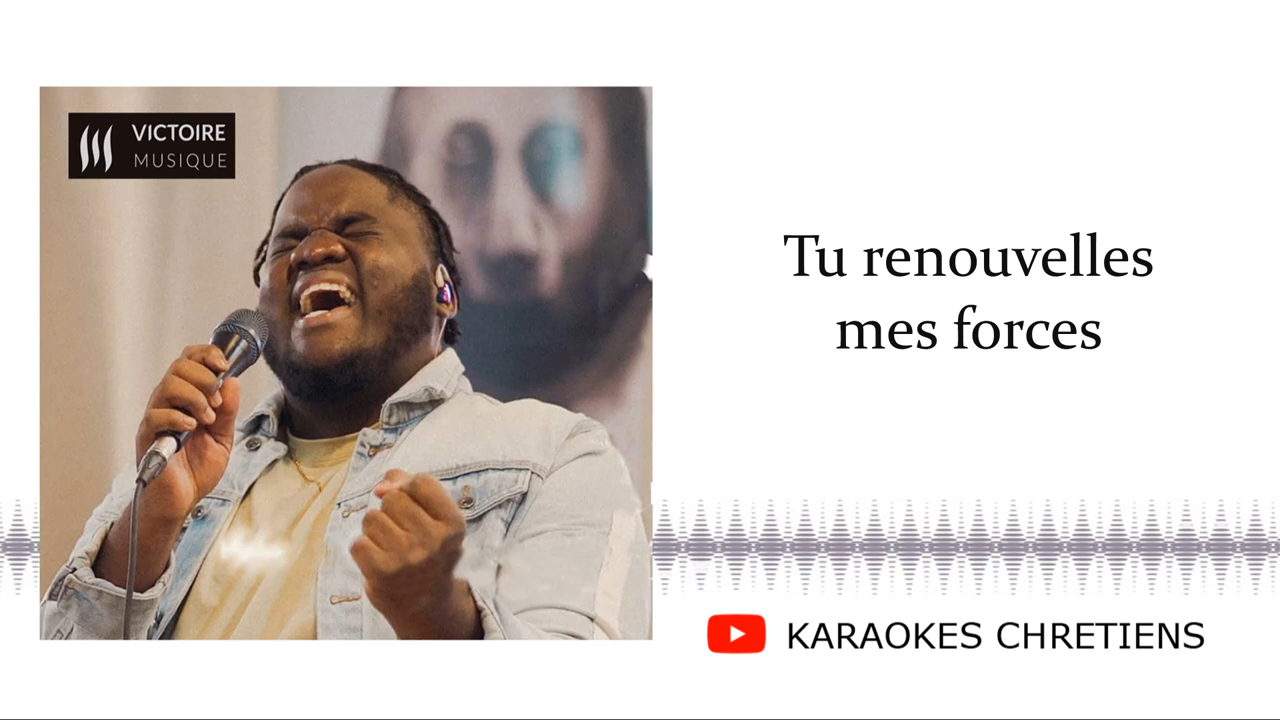 VICTOIRE
MUSIQUE
Tu renouvelles
mes forces
KARAOKES CHRETIENS